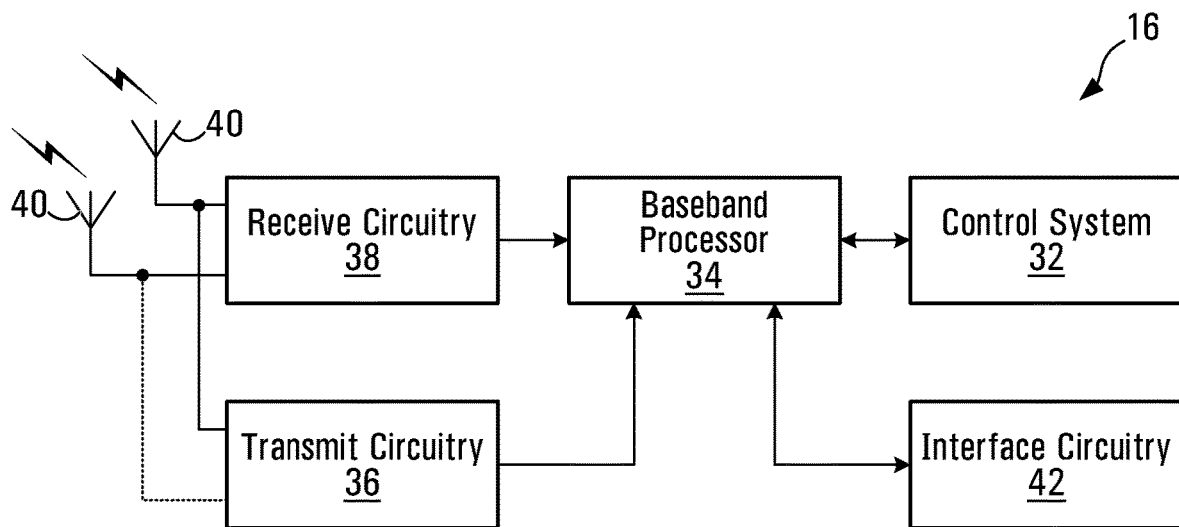 16
40
40
Receive Circuitry
38
Baseband
Processor
34
Control System
32
Transmit Circuitry
36
Interface Circuitry
42